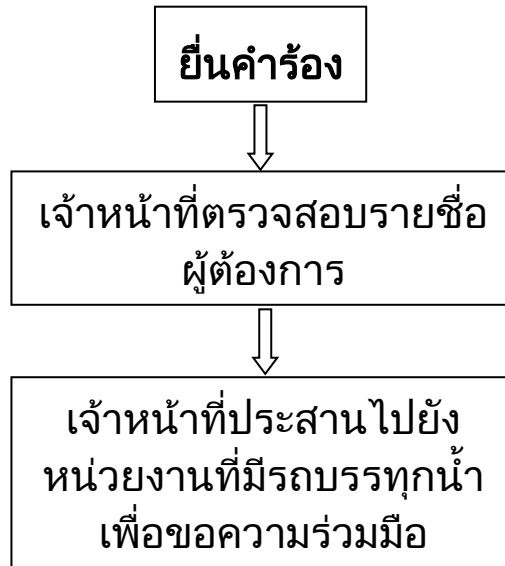 ยื่นคำร้อง
เจ้าหน้าที่ตรวจสอบรายชื่อ
ผู้ต้องการ
เจ้าหน้าที่ประสานไปยัง
หน่วยงานที่มีรถบรรทุกน้ำ
เพื่อขอความร่วมมือ